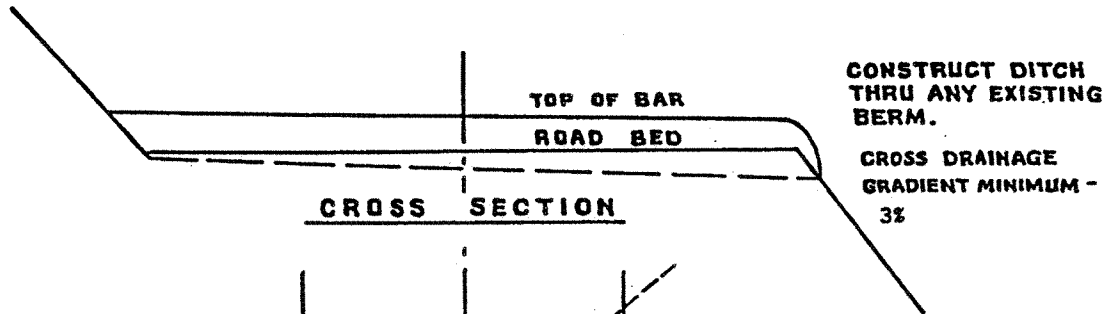 TOP OF BAR
ROAD BED
CROSS SECTION
CONSTRUCT DITCH
THRU ANY EXISTING
BERM.
CROSS DRAINAGE
GRADIENT MINIMUM -
3%